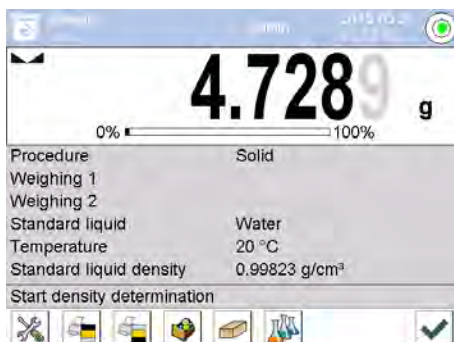 4.7289 g
0% 100%
Procedure Solid
Weighing 1
Weighing 2
Standard liquid Water
Temperature 20 °C
Standard liquid density 0.99823 g/cm³
Start density determination